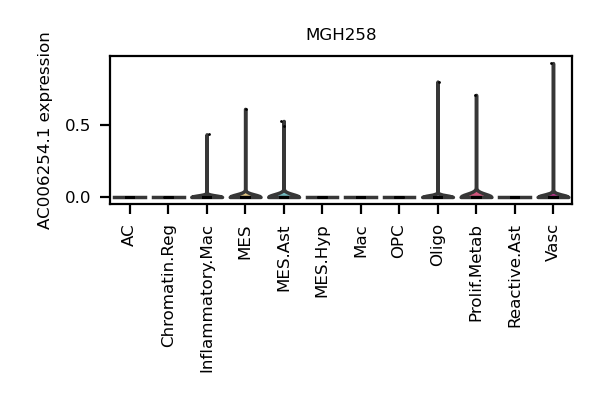 MGH258
AC006254.1 expression
0.5
0.0
AC
Chromatin.Reg
Inflammatory.Mac
MES
MES.Ast
MES.Hyp
Mac
OPC
Oligo
Prolif.Metab
Reactive.Ast
Vasc